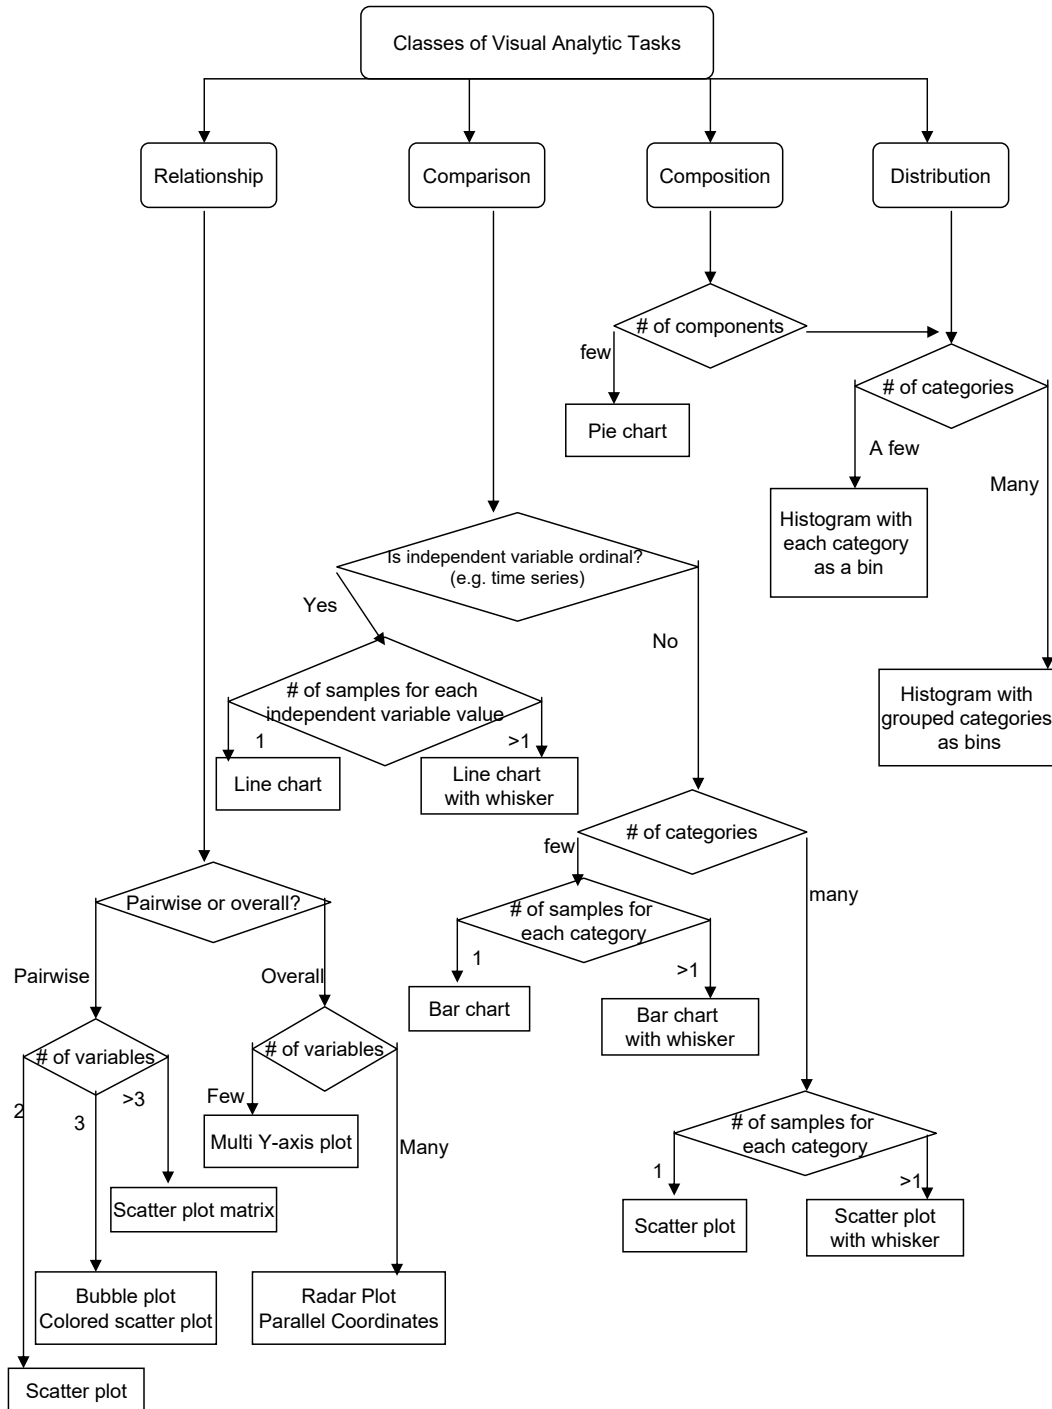 Classes of Visual Analytic Tasks
Relationship
Comparison
Composition
Distribution
# of components
few
Pie chart
# of categories
A few
Many
Histogram with
each category
as a bin
Histogram with
grouped categories
as bins
Is independent variable ordinal?
(e.g. time series)
Yes
No
# of samples for each
independent variable value
1
>1
Line chart
Line chart
with whisker
# of categories
few
many
# of samples for
each category
1
>1
Bar chart
Bar chart
with whisker
# of samples for
each category
1
>1
Scatter plot
Scatter plot
with whisker
Pairwise or overall?
Pairwise
Overall
# of variables
2
3
>3
Scatter plot matrix
Bubble plot
Colored scatter plot
Scatter plot
# of variables
Few
Many
Multi Y-axis plot
Radar Plot
Parallel Coordinates